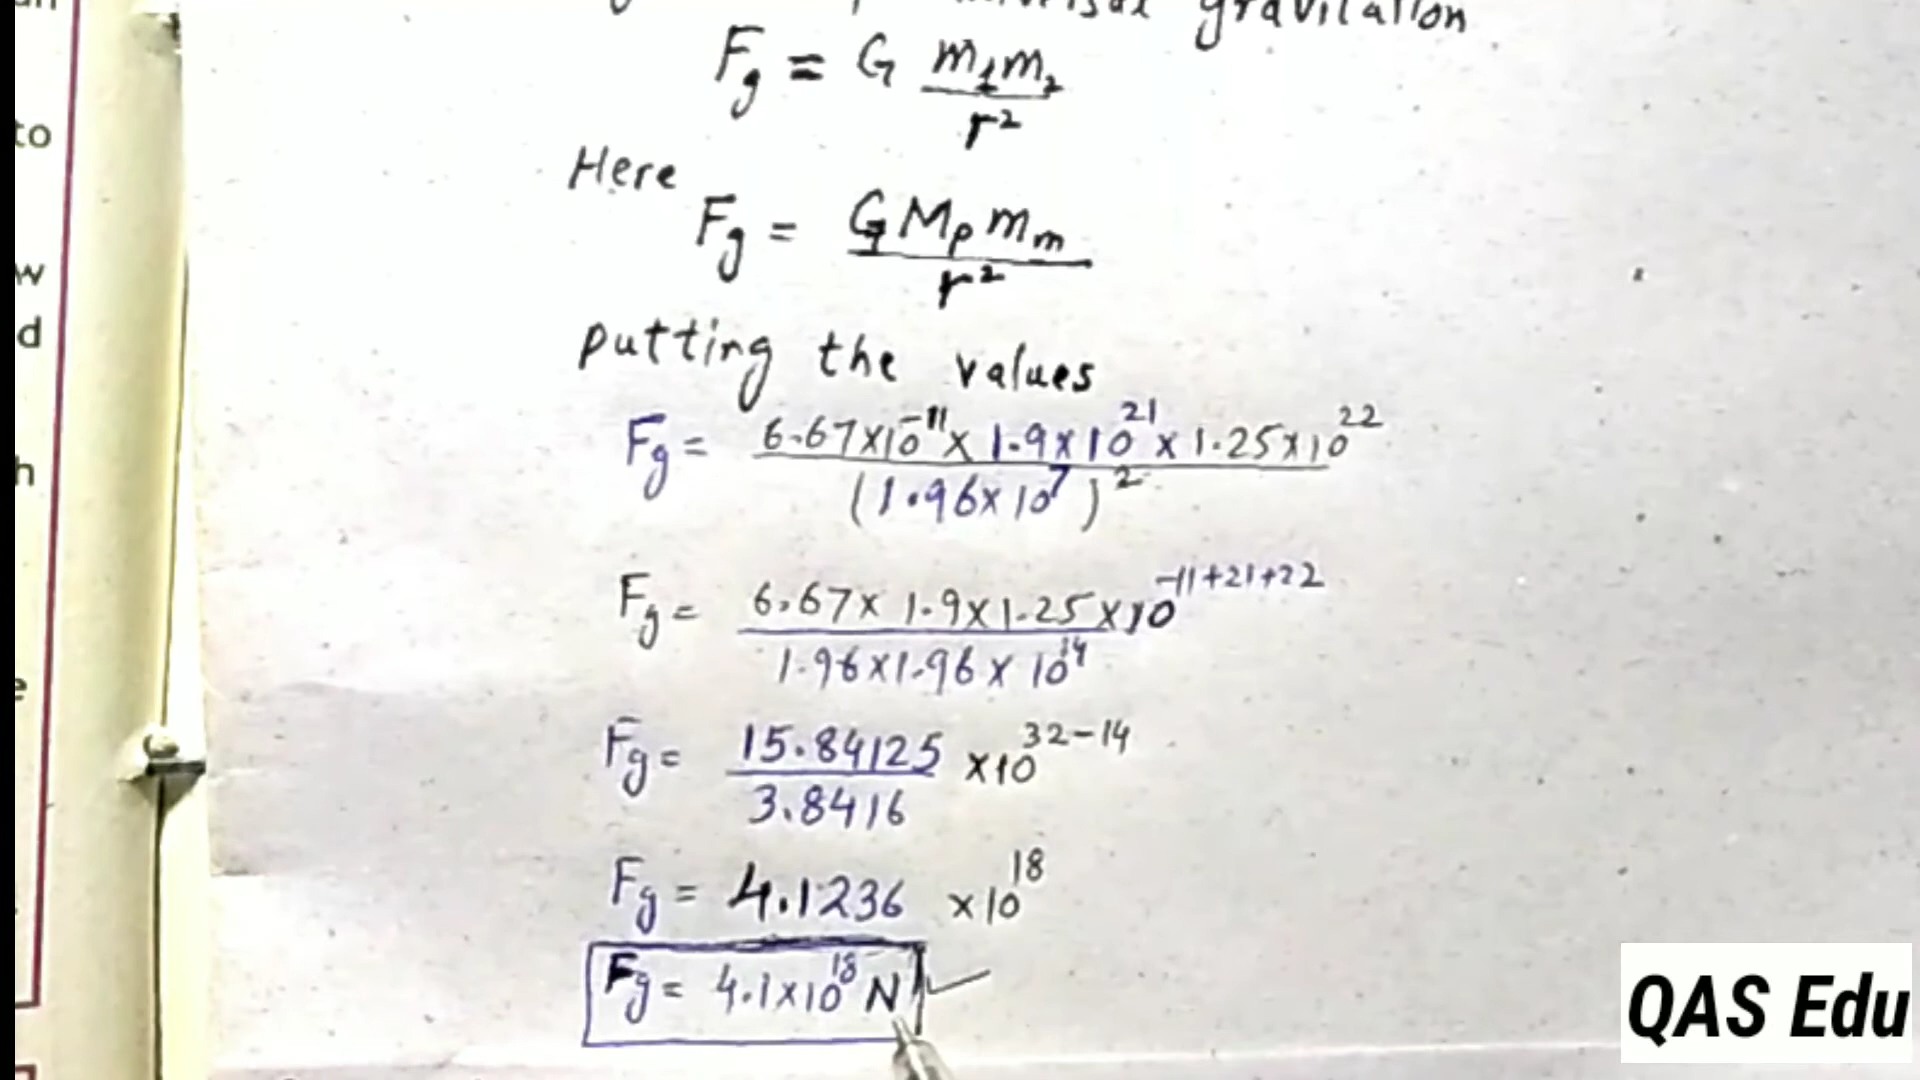 gravitation
Fg = G m1m2
r²
Here
Fg = G Mp mm
r²
putting the values
Fg = 6.67×10⁻¹¹ × 1.9×10²¹ × 1.25×10²²
(1.96×10⁷)²
Fg = 6.67× 1.9×1.25×10⁻¹¹⁺²¹⁺²²
1.96×1.96× 10¹⁴
Fg = 15.84125 ×10³²⁻¹⁴
3.8416
Fg = 4.1236 ×10¹⁸
Fg = 4.1×10¹⁸ N
to
w
d
h
e
QAS Edu